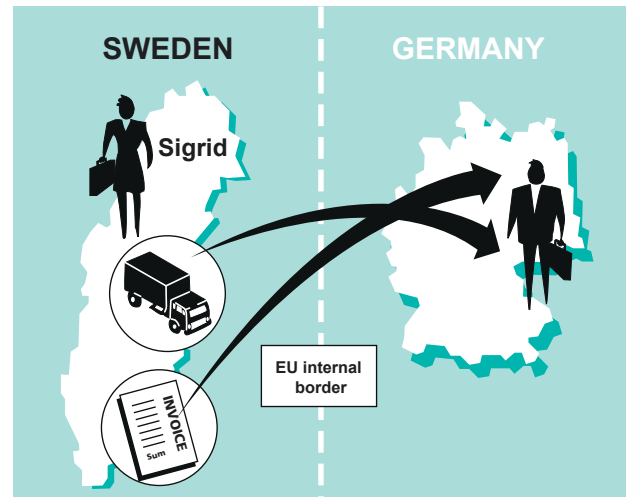 SWEDEN
GERMANY
Sigrid
EU internal
border
INVOICE
Sum